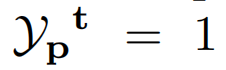 𝒴ₚᵗ = 1